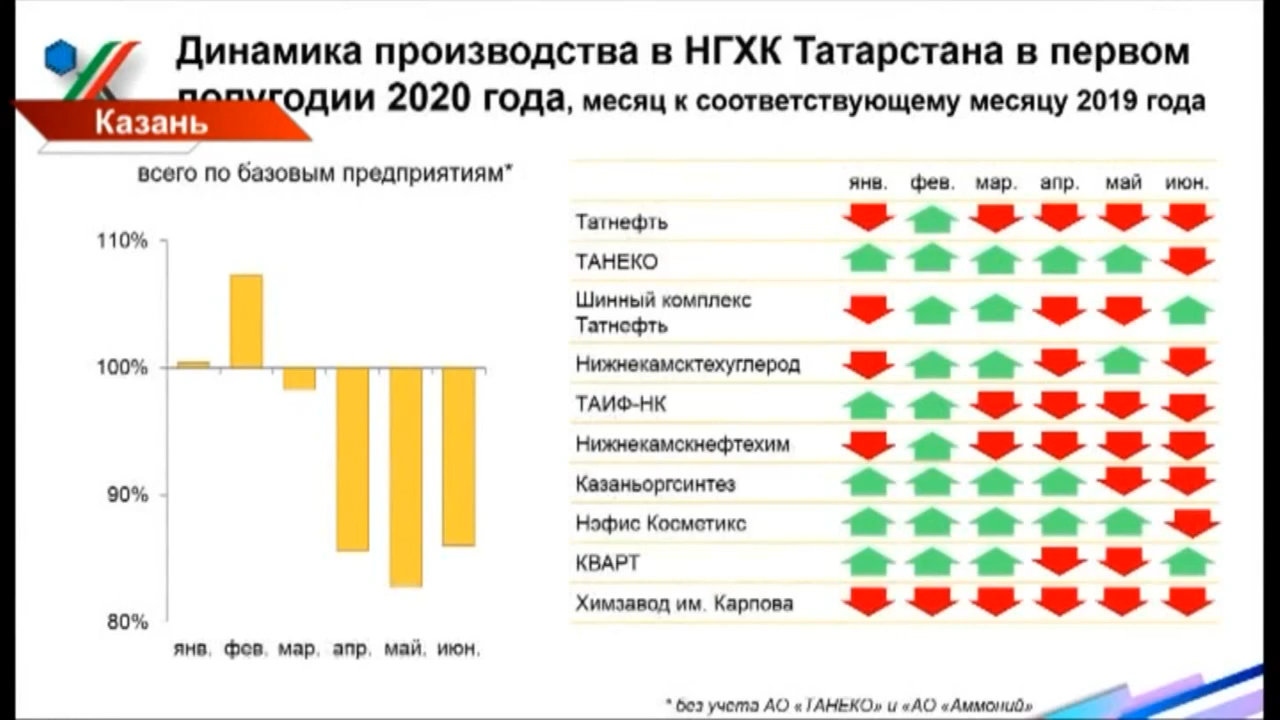 Динамика производства в НГХК Татарстана в первом
полугодии 2020 года, месяц к соответствующему месяцу 2019 года
Казань
всего по базовым предприятиям*
110%
100%
90%
80%
янв. фев. мар. апр. май. июн.
янв. фев. мар. апр. май июн.
Татнефть
ТАНЕКО
Шинный комплекс
Татнефть
Нижнекамсктехуглерод
ТАИФ-НК
Нижнекамскнефтехим
Казаньоргсинтез
Нэфис Косметикс
КВАРТ
Химзавод им. Карпова
* без учета АО «ТАНЕКО» и «АО «Аммоний»